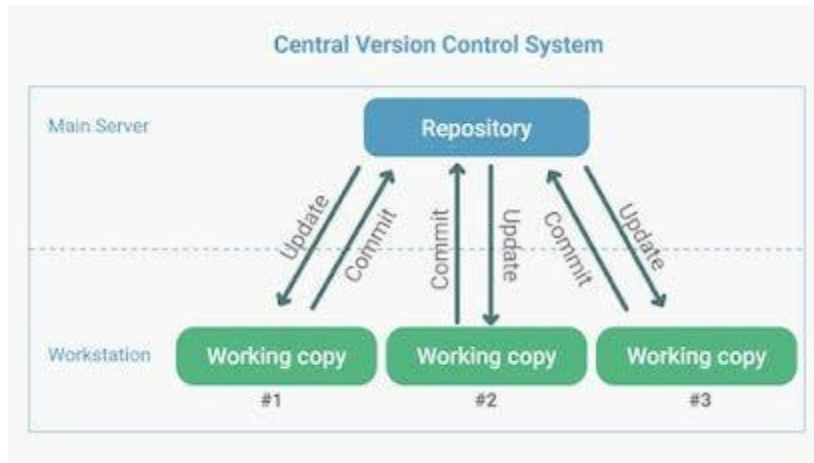 Central Version Control System
Main Server
Repository
Update
Commit
Commit
Update
Commit
Update
Workstation
Working copy
Working copy
Working copy
#1
#2
#3